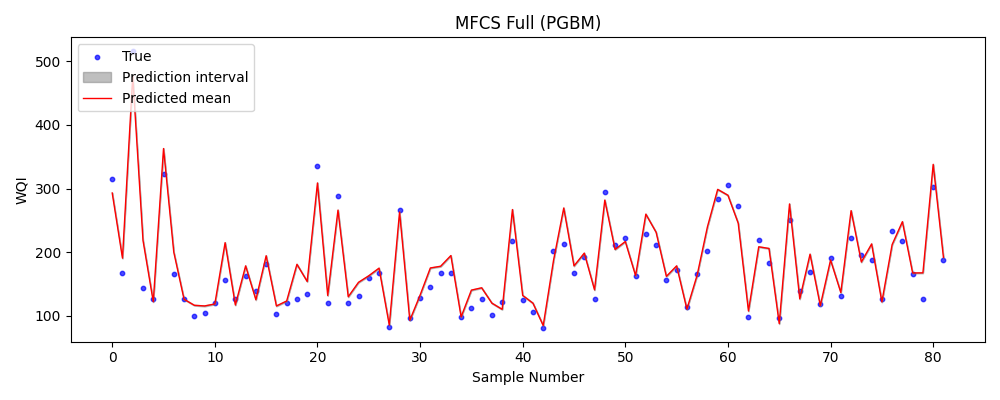 MFCS Full (PGBM)
500
400
300
200
100
WQI
True
Prediction interval
Predicted mean
0
10
20
30
40
50
60
70
80
Sample Number